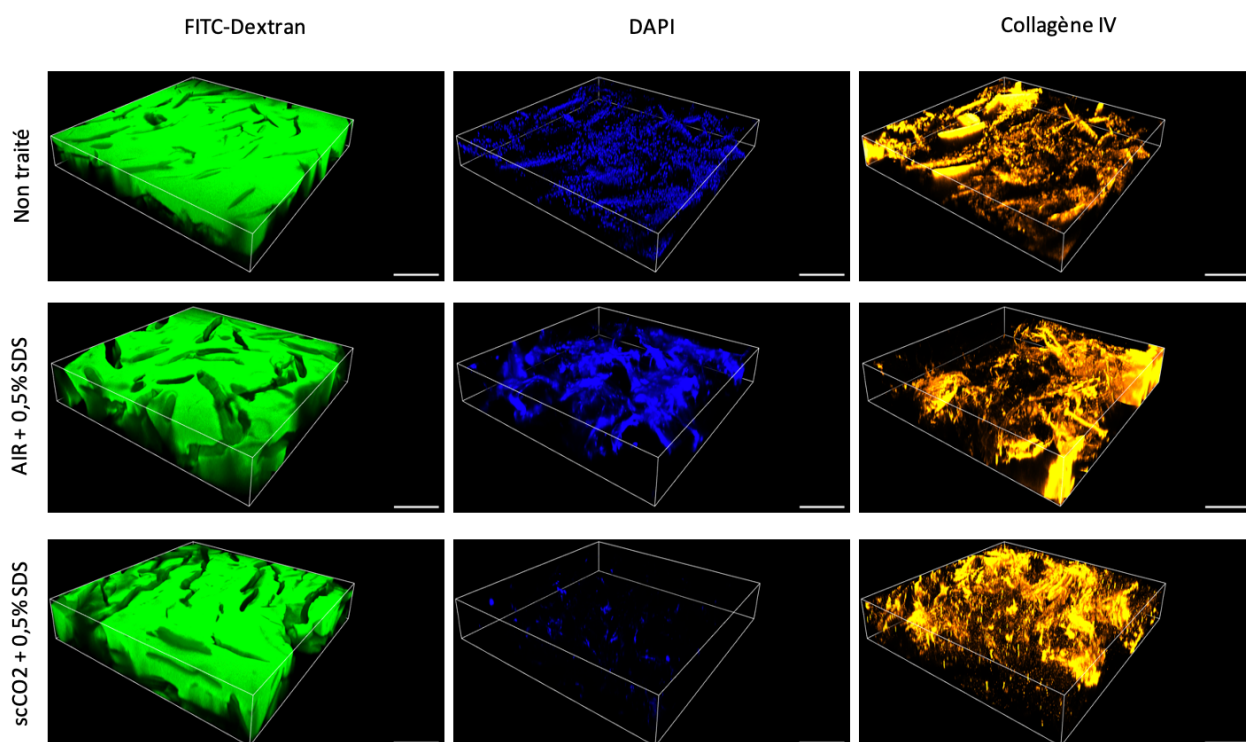 FITC-Dextran
DAPI
Collagène IV
Non traité
AIR + 0,5% SDS
scCO2 + 0,5% SDS